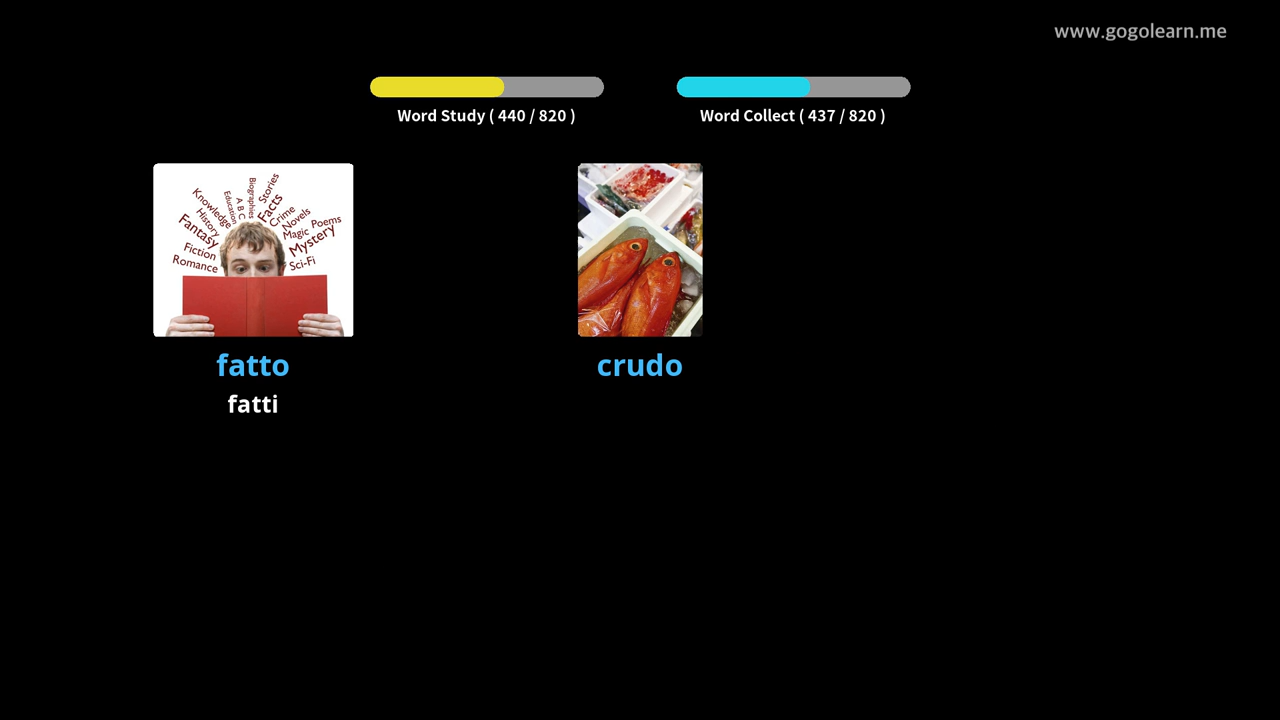 www.gogolearn.me
Word Study ( 440 / 820 )
Word Collect ( 437 / 820 )
Knowledge
History
Fantasy
Fiction
Romance
Education
A B C
Biographies
Stories
Facts
Crime
Novels
Magic
Poems
Mystery
Sci-Fi
fatto
crudo
fatti